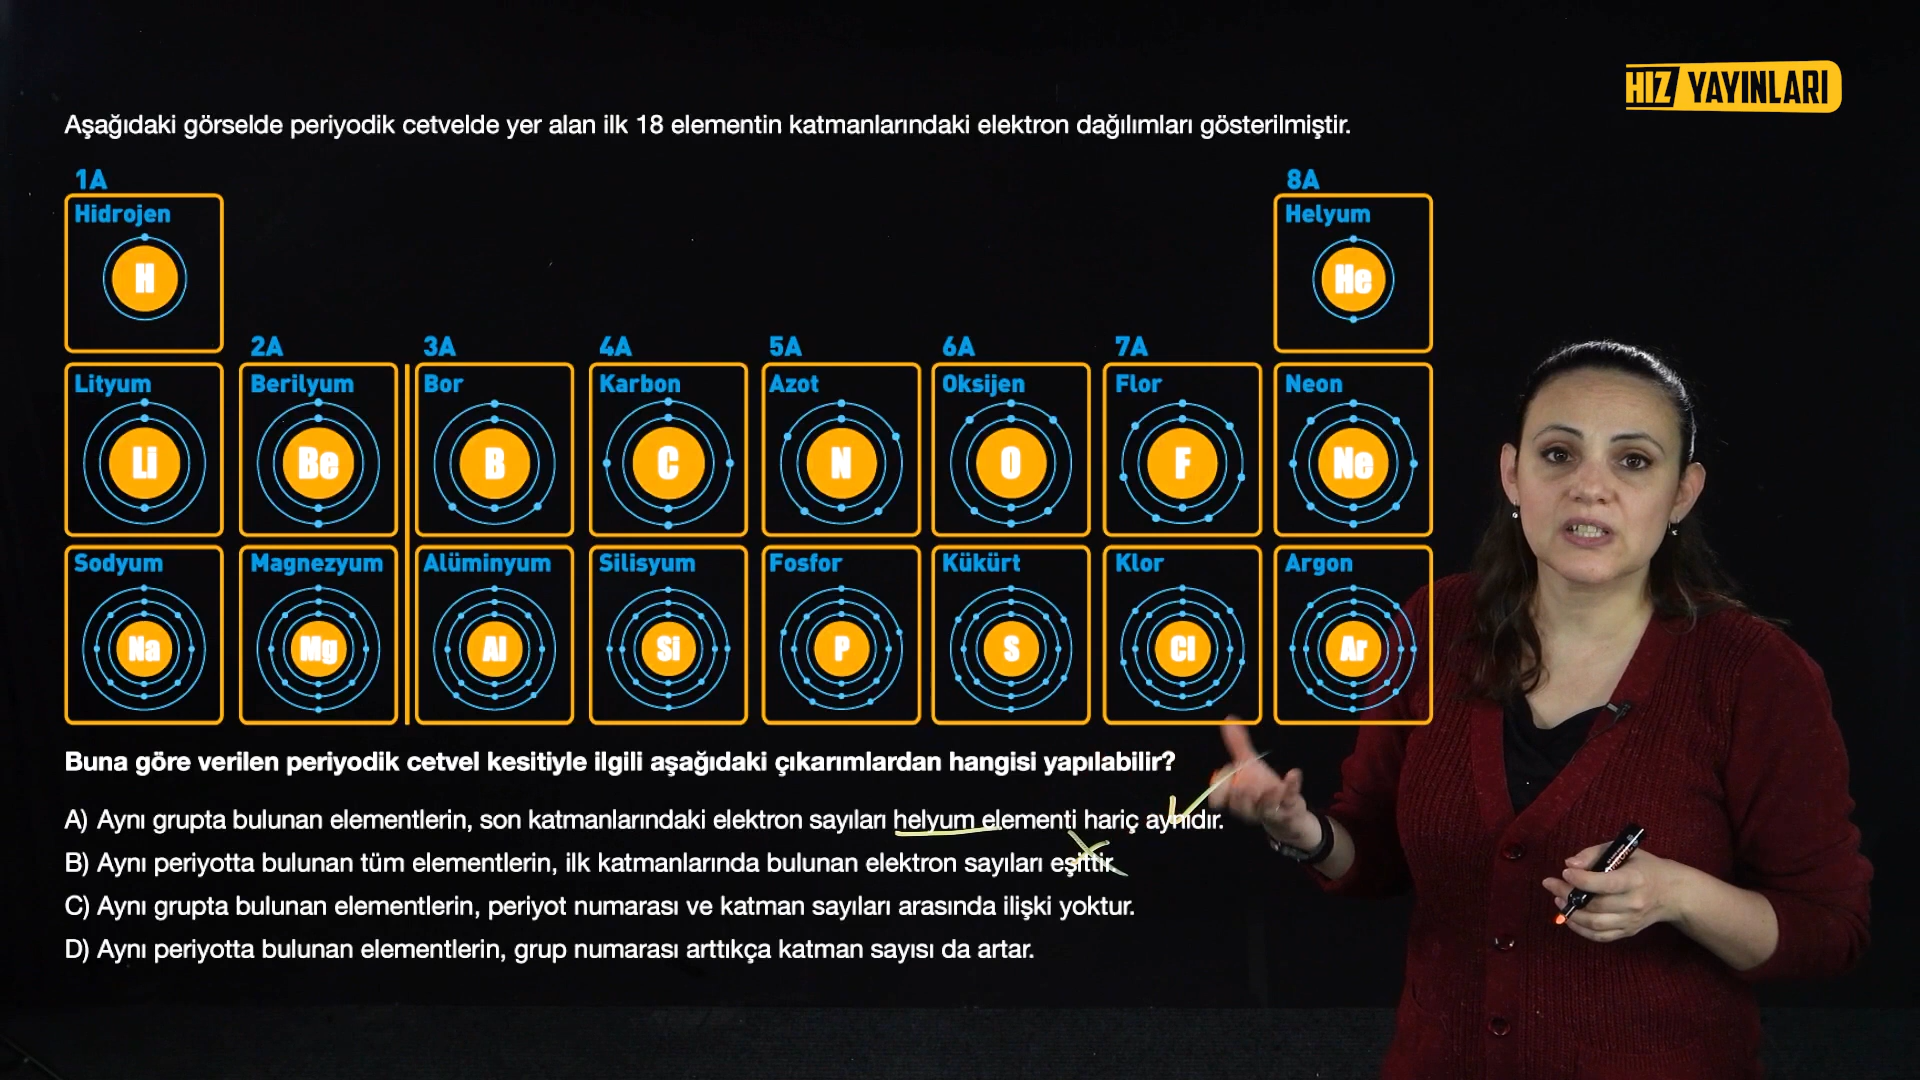 HIZ YAYINLARI
Aşağıdaki görselde periyodik cetvelde yer alan ilk 18 elementin katmanlarındaki elektron dağılımları gösterilmiştir.
1A 8A
Hidrojen Helyum
H He
2A 3A 4A 5A 6A 7A
Lityum Berilyum Bor Karbon Azot Oksijen Flor Neon
Li Be B C N O F Ne
Sodyum Magnezyum Alüminyum Silisyum Fosfor Kükürt Klor Argon
Na Mg Al Si P S Cl Ar
Buna göre verilen periyodik cetvel kesitiyle ilgili aşağıdaki çıkarımlardan hangisi yapılabilir?
A) Aynı grupta bulunan elementlerin, son katmanlarındaki elektron sayıları helyum elementi hariç aynıdır.
B) Aynı periyotta bulunan tüm elementlerin, ilk katmanlarında bulunan elektron sayıları eşittir.
C) Aynı grupta bulunan elementlerin, periyot numarası ve katman sayıları arasında ilişki yoktur.
D) Aynı periyotta bulunan elementlerin, grup numarası arttıkça katman sayısı da artar.